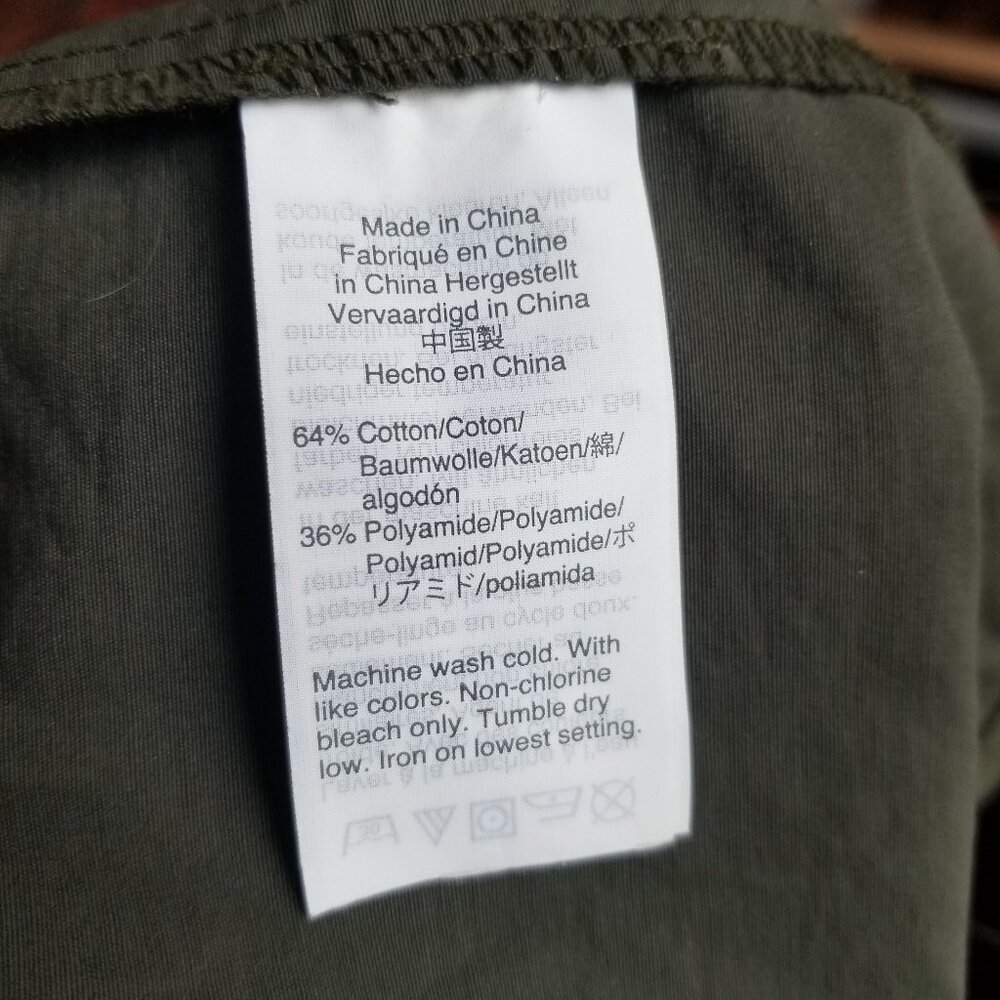 Made in China
Fabriqué en Chine
in China Hergestellt
Vervaardigd in China
中国製
Hecho en China
64% Cotton/Coton/
Baumwolle/Katoen/綿/
algodón
36% Polyamide/Polyamide/
Polyamid/Polyamide/ポ
リアミド/poliamida
Machine wash cold. With
like colors. Non-chlorine
bleach only. Tumble dry
low. Iron on lowest setting.